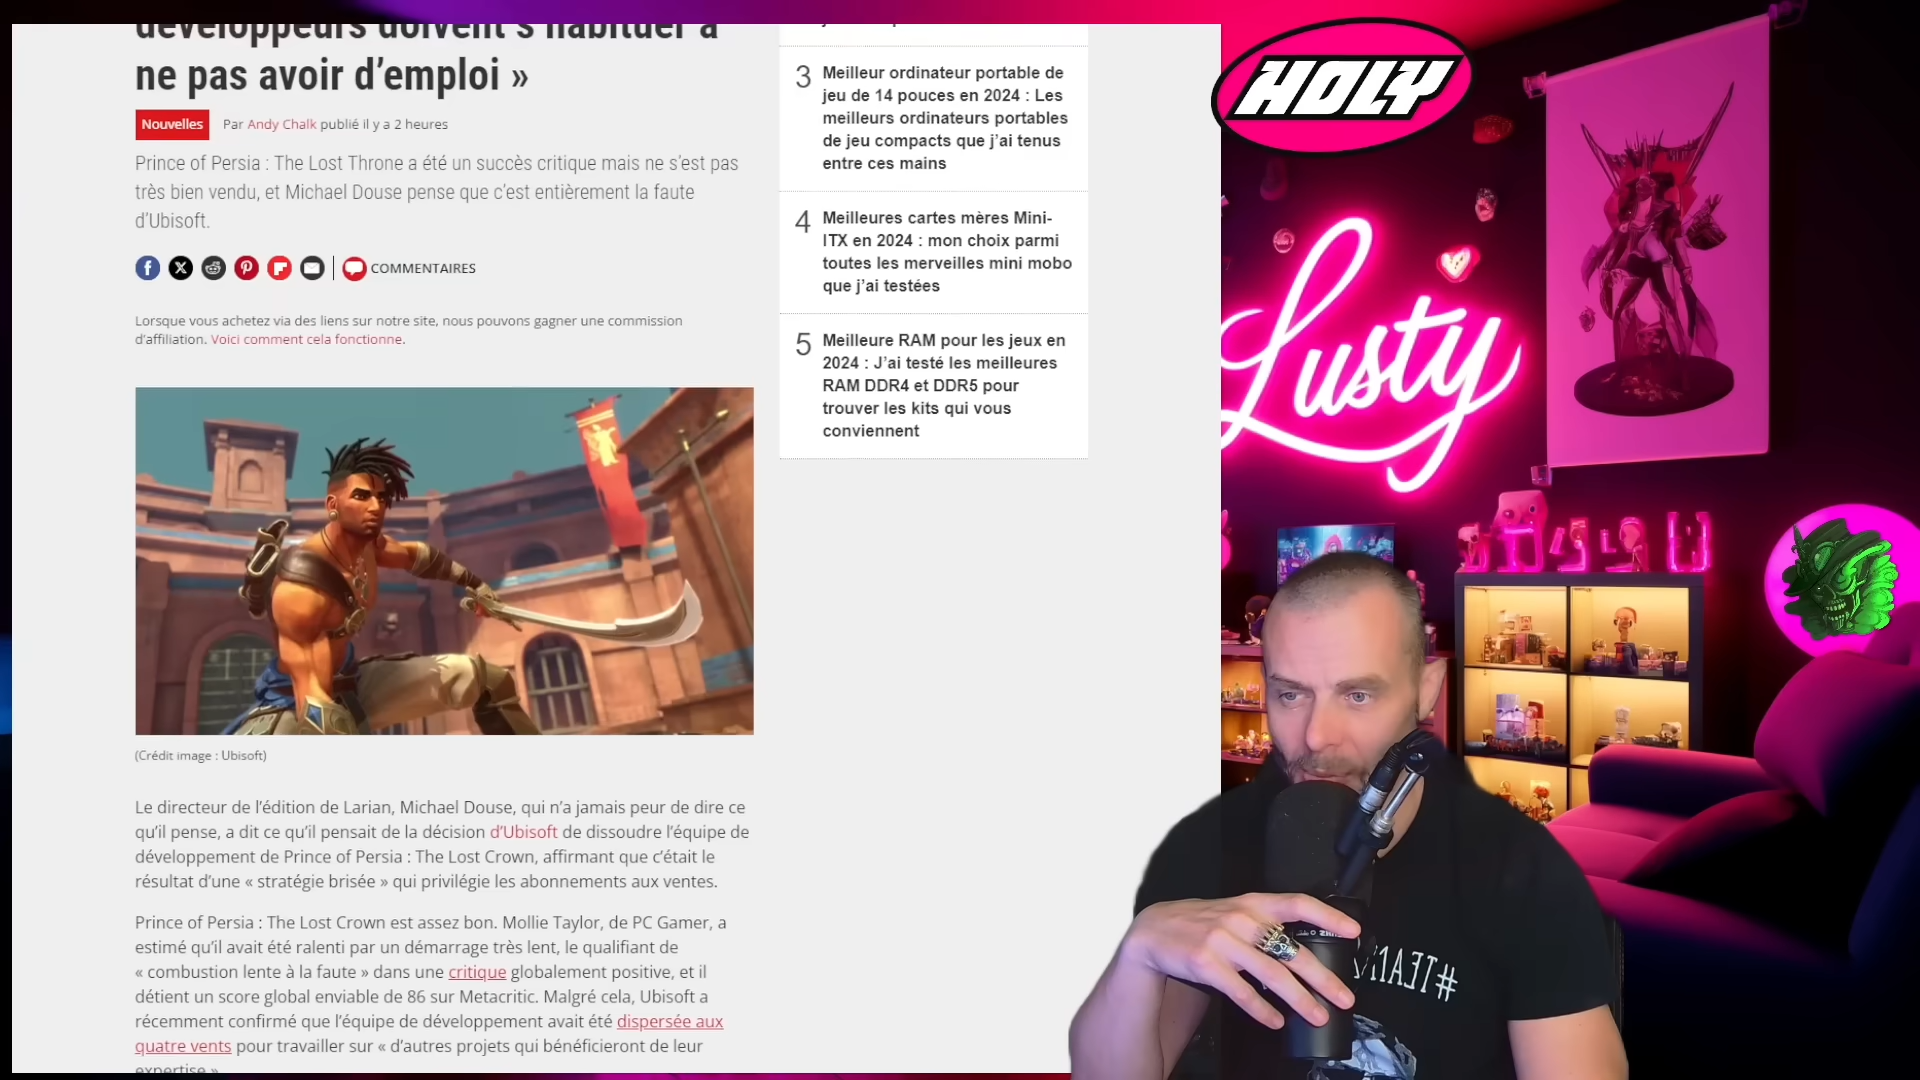 développeurs doivent s'habituer à
ne pas avoir d’emploi »
Nouvelles
Par Andy Chalk publié il y a 2 heures
Prince of Persia : The Lost Throne a été un succès critique mais ne s’est pas
très bien vendu, et Michael Douse pense que c’est entièrement la faute
d’Ubisoft.
COMMENTAIRES
Lorsque vous achetez via des liens sur notre site, nous pouvons gagner une commission
d’affiliation. Voici comment cela fonctionne.
(Crédit image : Ubisoft)
Le directeur de l’édition de Larian, Michael Douse, qui n’a jamais peur de dire ce
qu’il pense, a dit ce qu’il pensait de la décision d’Ubisoft de dissoudre l’équipe de
développement de Prince of Persia : The Lost Crown, affirmant que c’était le
résultat d’une « stratégie brisée » qui privilégie les abonnements aux ventes.
Prince of Persia : The Lost Crown est assez bon. Mollie Taylor, de PC Gamer, a
estimé qu’il avait été ralenti par un démarrage très lent, le qualifiant de
« combustion lente à la faute » dans une critique globalement positive, et il
détient un score global enviable de 86 sur Metacritic. Malgré cela, Ubisoft a
récemment confirmé que l’équipe de développement avait été dispersée aux
quatre vents pour travailler sur « d’autres projets qui bénéficieront de leur
expertise ».
3 Meilleur ordinateur portable de
jeu de 14 pouces en 2024 : Les
meilleurs ordinateurs portables
de jeu compacts que j’ai tenus
entre ces mains
4 Meilleures cartes mères Mini-
ITX en 2024 : mon choix parmi
toutes les merveilles mini mobo
que j’ai testées
5 Meilleure RAM pour les jeux en
2024 : J’ai testé les meilleures
RAM DDR4 et DDR5 pour
trouver les kits qui vous
conviennent
HOLY
Lusty
#TEAM